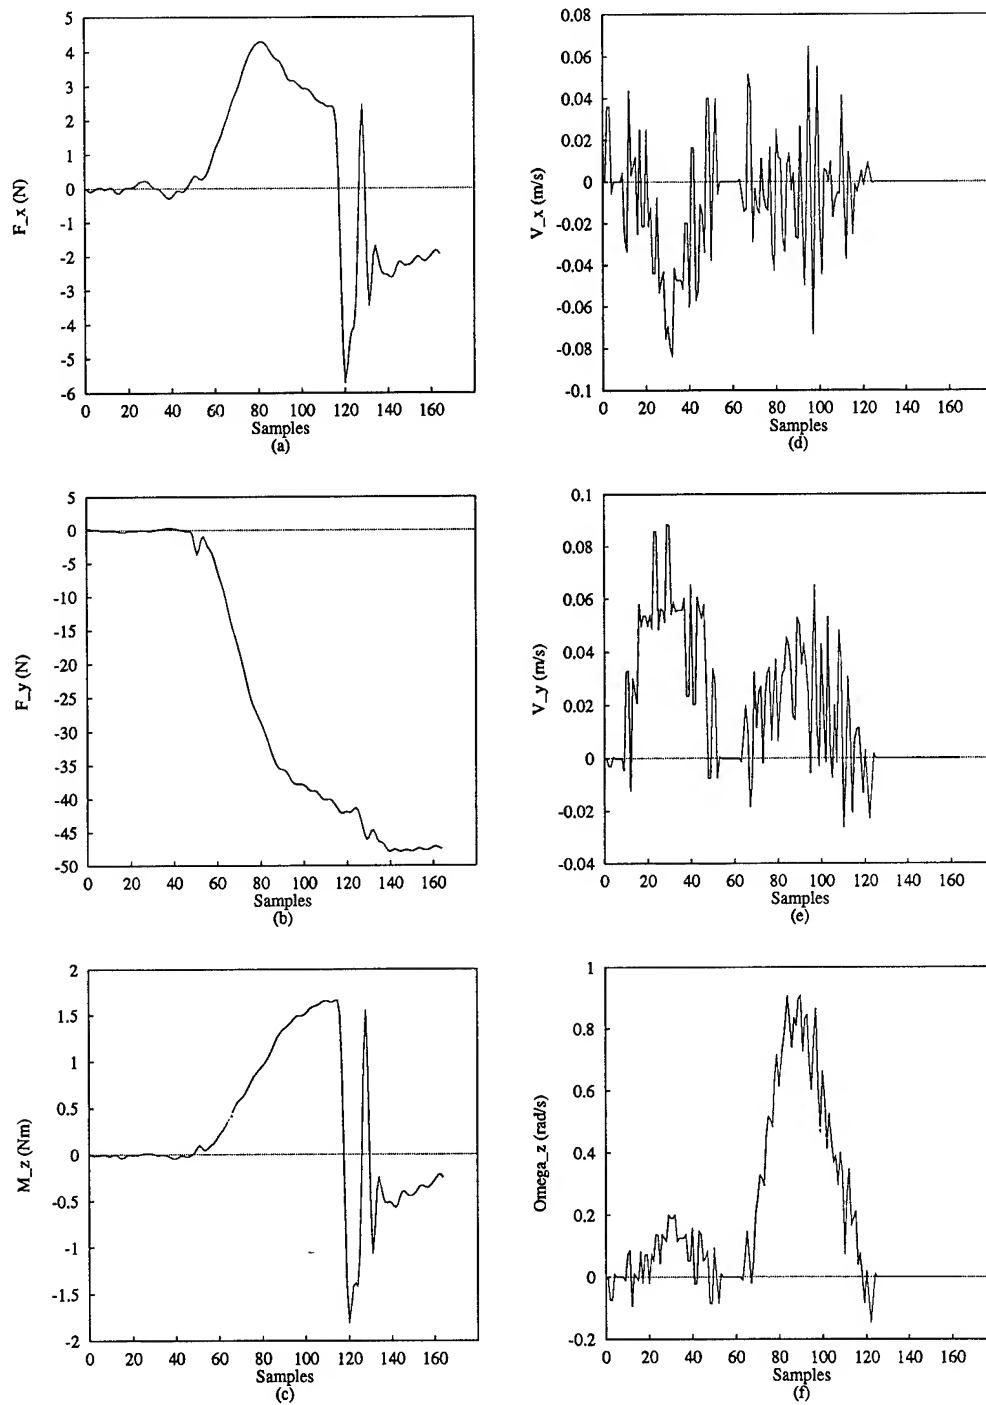 5
4
3
2
1
0
-1
-2
-3
-4
-5
-6
F_x (N)
0 20 40 60 80 100 120 140 160
Samples
(a)
0.08
0.06
0.04
0.02
0
-0.02
-0.04
-0.06
-0.08
-0.1
V_x (m/s)
0 20 40 60 80 100 120 140 160 180
Samples
(d)
5
0
-5
-10
-15
-20
-25
-30
-35
-40
-45
-50
F_y (N)
0 20 40 60 80 100 120 140 160
Samples
(b)
0.1
0.08
0.06
0.04
0.02
0
-0.02
-0.04
V_y (m/s)
0 20 40 60 80 100 120 140 160 180
Samples
(e)
2
1.5
1
0.5
0
-0.5
-1
-1.5
-2
M_z (Nm)
0 20 40 60 80 100 120 140 160
Samples
(c)
1
0.8
0.6
0.4
0.2
0
-0.2
Omega_z (rad/s)
0 20 40 60 80 100 120 140 160 180
Samples
(f)